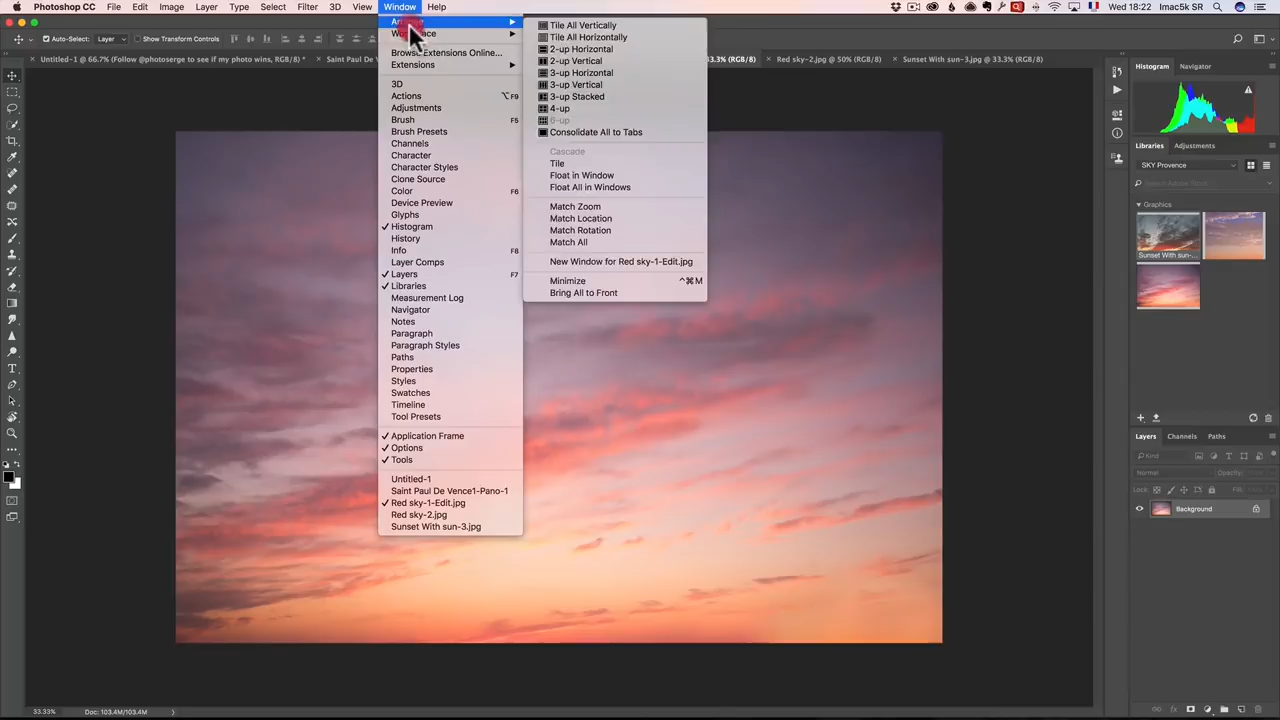 Photoshop CC File Edit Image Layer Type Select Filter 3D View Window Help Wed 18:22 Imac5k SR
Auto-Select: Layer Show Transform Controls
Untitled-1 @ 66.7% (Follow @photoserge to see my photo wins, RGB/8) * Saint Paul De V 33.3% (RGB/8) Red sky-2.jpg @ 50% (RGB/8) Sunset With sun-3.jpg @ 33.3% (RGB/8)
Browse Extensions Online...
Extensions
3D
Actions ⌥F9
Adjustments
Brush F5
Brush Presets
Channels
Character
Character Styles
Clone Source
Color F6
Device Preview
Glyphs
✓ Histogram
History
Info F8
Layer Comps
✓ Layers F7
✓ Libraries
Measurement Log
Navigator
Notes
Paragraph
Paragraph Styles
Paths
Properties
Styles
Swatches
Timeline
Tool Presets
✓ Application Frame
✓ Options
✓ Tools
Untitled-1
Saint Paul De Vence1-Pano-1
✓ Red sky-1-Edit.jpg
Red sky-2.jpg
Sunset With sun-3.jpg
Tile All Vertically
Tile All Horizontally
2-up Horizontal
2-up Vertical
3-up Horizontal
3-up Vertical
3-up Stacked
4-up
6-up
Consolidate All to Tabs
Cascade
Tile
Float in Window
Float All in Windows
Match Zoom
Match Location
Match Rotation
Match All
New Window for Red sky-1-Edit.jpg
Minimize ^⌘M
Bring All to Front
Histogram Navigator
Libraries Adjustments
SKY Provence
Search Adobe Stock
Graphics
Sunset With sun-...
Layers Channels Paths
Kind
Normal Opacity:
Lock: Fill:
Background
33.33% Doc: 103.4M/103.4M